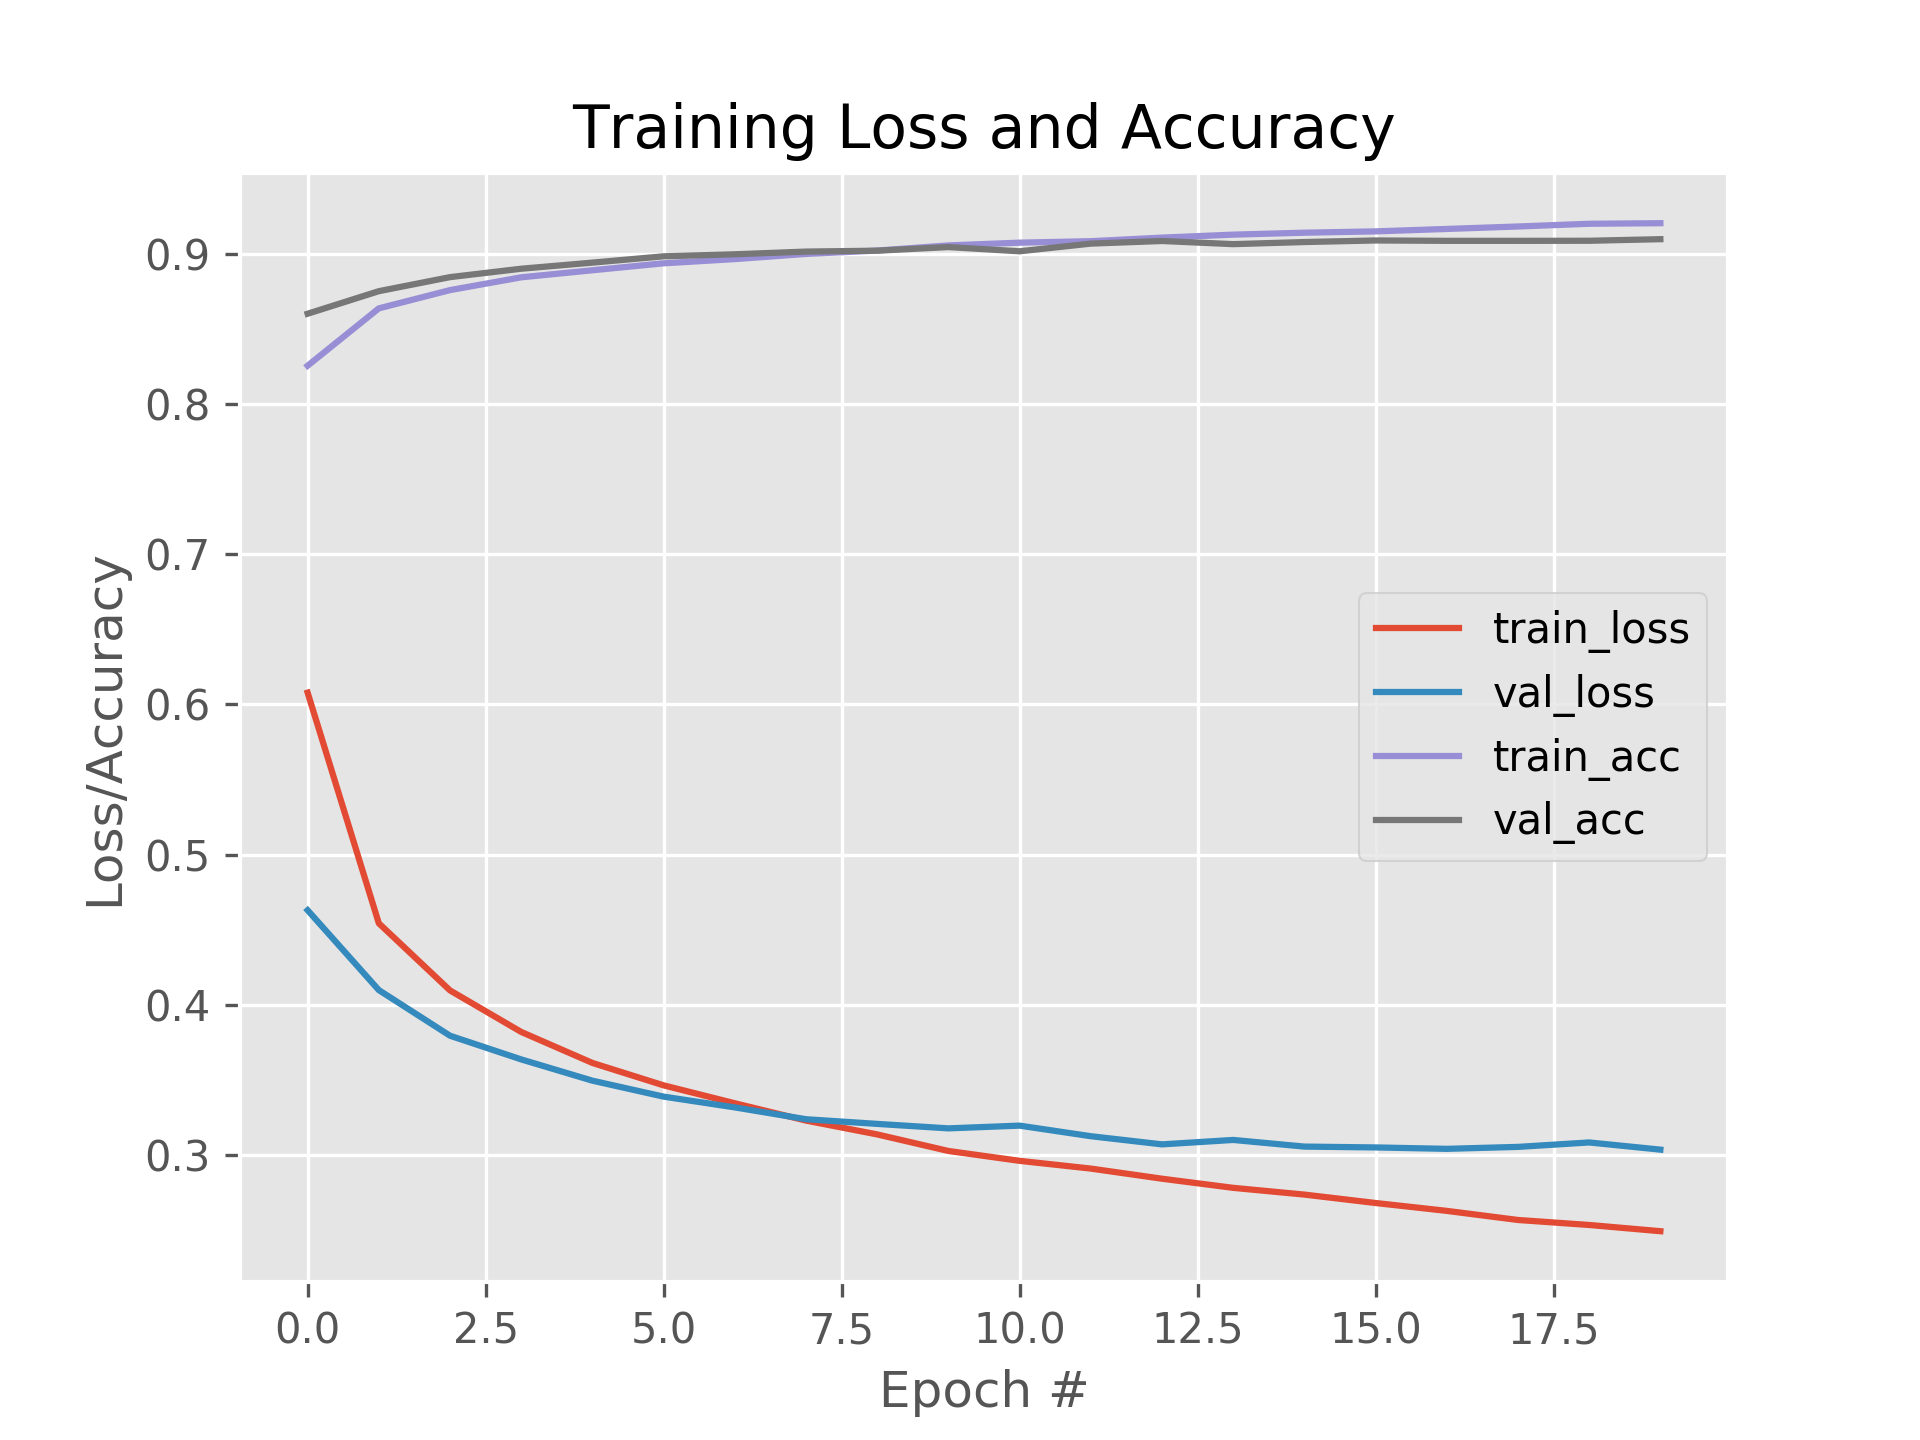 Training Loss and Accuracy
Loss/Accuracy
0.9
0.8
0.7
0.6
0.5
0.4
0.3
train_loss
val_loss
train_acc
val_acc
0.0 2.5 5.0 7.5 10.0 12.5 15.0 17.5
Epoch #